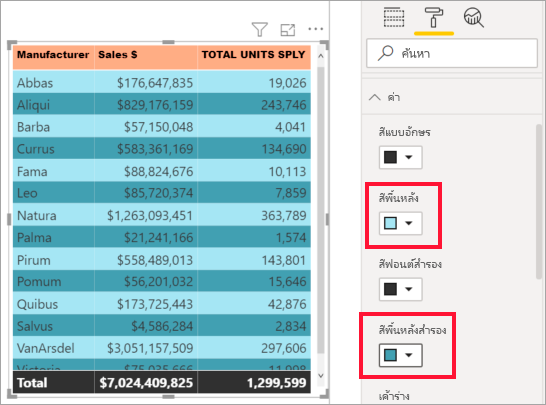 Manufacturer Sales $ TOTAL UNITS SPLY
Abbas $176,647,835 19,026
Aliqui $829,176,159 243,746
Barba $57,150,048 4,041
Currus $583,361,169 134,690
Fama $88,824,676 10,113
Leo $85,720,374 7,859
Natura $1,263,093,451 363,789
Palma $21,241,166 1,574
Pirum $558,489,013 143,801
Pomum $56,201,032 15,646
Quibus $173,725,443 42,876
Salvus $4,586,284 2,834
VanArsdel $3,051,157,509 297,606
Victoria $75,035,666 11,908
Total $7,024,409,825 1,299,599
ค้นหา
ค่า
สีแบบอักษร
สีพื้นหลัง
สีฟอนต์สำรอง
สีพื้นหลังสำรอง
เค้าร่าง